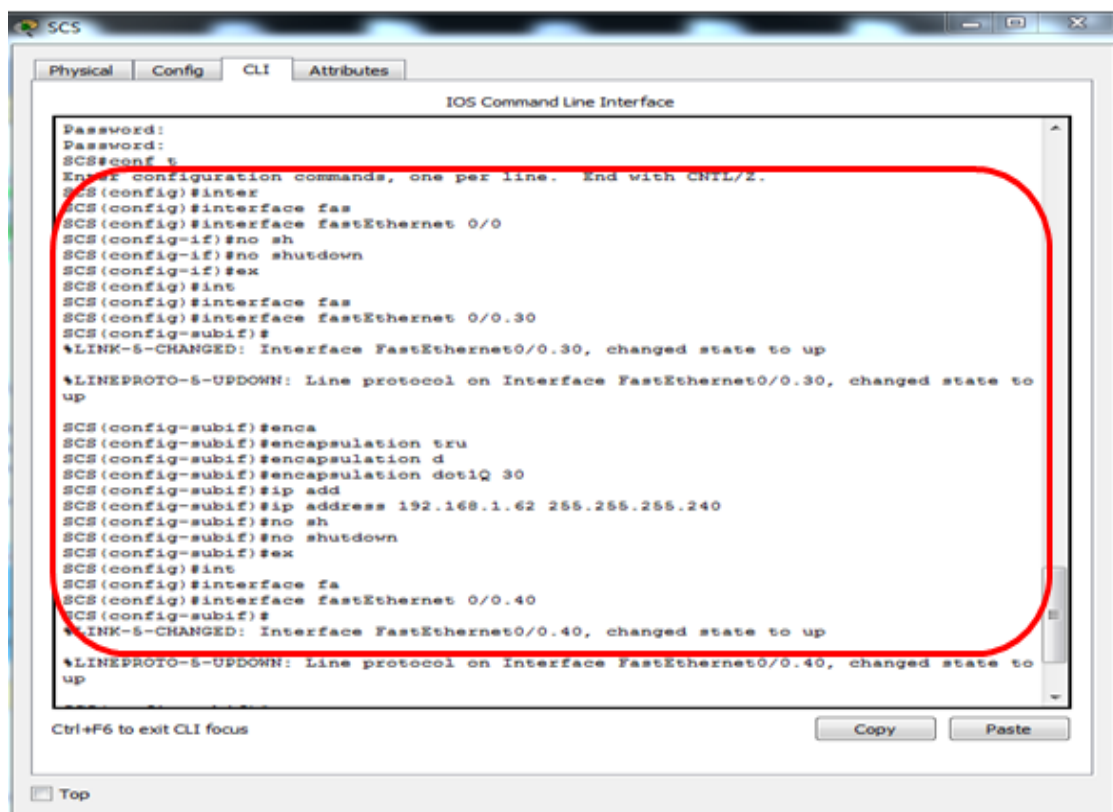 SCS
Physical Config CLI Attributes
IOS Command Line Interface
Password:
Password:
SCS#conf t
Enter configuration commands, one per line. End with CNTL/Z.
SCS(config)#inter
SCS(config)#interface fas
SCS(config)#interface fastEthernet 0/0
SCS(config-if)#no sh
SCS(config-if)#no shutdown
SCS(config-if)#ex
SCS(config)#int
SCS(config)#interface fas
SCS(config)#interface fastEthernet 0/0.30
SCS(config-subif)#
%LINK-5-CHANGED: Interface FastEthernet0/0.30, changed state to up
%LINEPROTO-5-UPDOWN: Line protocol on Interface FastEthernet0/0.30, changed state to
up
SCS(config-subif)#enca
SCS(config-subif)#encapsulation tru
SCS(config-subif)#encapsulation d
SCS(config-subif)#encapsulation dot1Q 30
SCS(config-subif)#ip add
SCS(config-subif)#ip address 192.168.1.62 255.255.255.240
SCS(config-subif)#no sh
SCS(config-subif)#no shutdown
SCS(config-subif)#ex
SCS(config)#int
SCS(config)#interface fa
SCS(config)#interface fastEthernet 0/0.40
SCS(config-subif)#
%LINK-5-CHANGED: Interface FastEthernet0/0.40, changed state to up
%LINEPROTO-5-UPDOWN: Line protocol on Interface FastEthernet0/0.40, changed state to
up
Ctrl+F6 to exit CLI focus
Copy Paste
Top